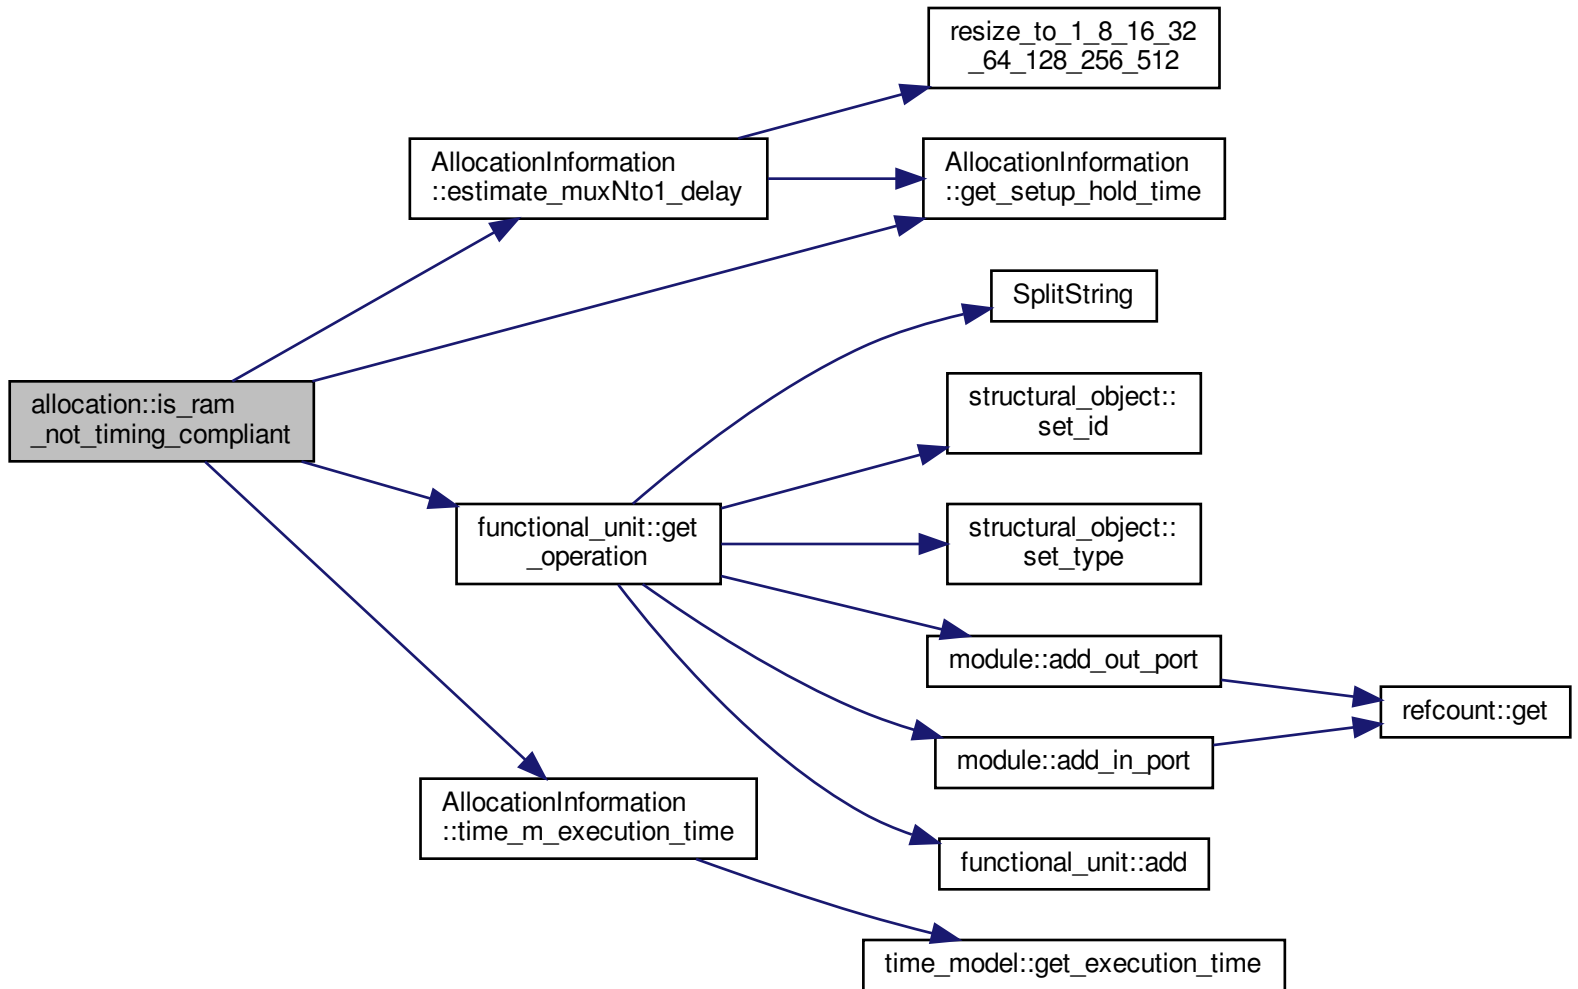 resize_to_1_8_16_32
_64_128_256_512
AllocationInformation
::estimate_muxNto1_delay
AllocationInformation
::get_setup_hold_time
SplitString
allocation::is_ram
_not_timing_compliant
structural_object::
set_id
functional_unit::get
_operation
structural_object::
set_type
module::add_out_port
refcount::get
module::add_in_port
AllocationInformation
::time_m_execution_time
functional_unit::add
time_model::get_execution_time